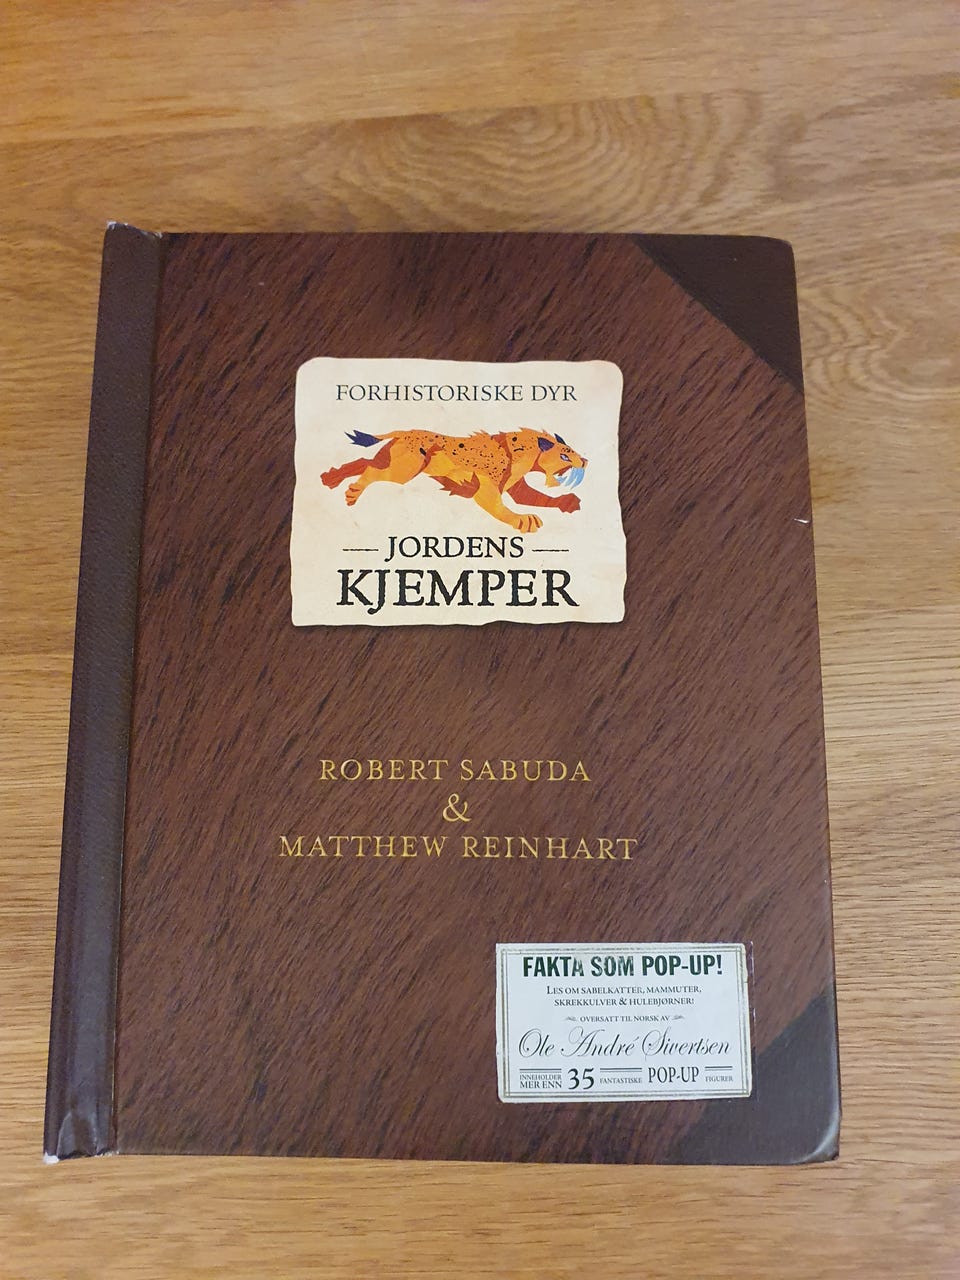 FORHISTORISKE DYR
JORDENS
KJEMPER
ROBERT SABUDA
&
MATTHEW REINHART
FAKTA SOM POP-UP!
LES OM SABELKATTER, MAMMUTER,
SKREKKULVER & HULEBJØRNER!
OVERSATT TIL NORSK AV
Ole André Sivertsen
INNEHOLDER
MER ENN 35 FANTASTISKE POP-UP FIGURER